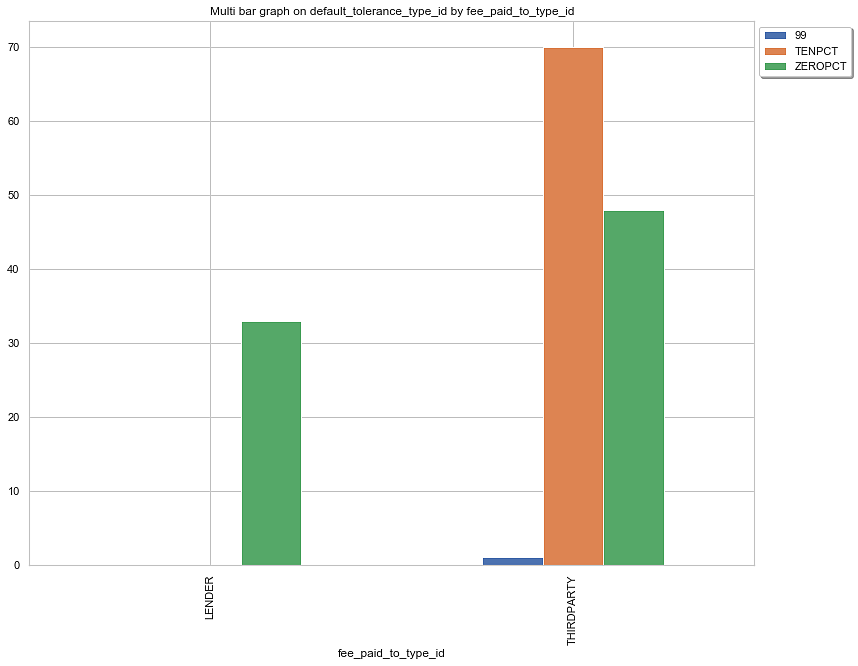 Multi bar graph on default_tolerance_type_id by fee_paid_to_type_id
99
TENPCT
ZEROPCT
70
60
50
40
30
20
10
0
LENDER
THIRDPARTY
fee_paid_to_type_id